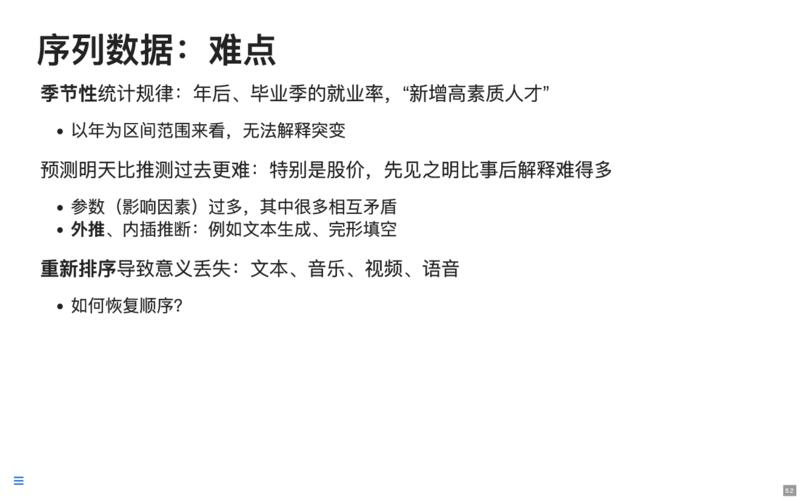 序列数据：难点
季节性统计规律：年后、毕业季的就业率，“新增高素质人才”
• 以年为区间范围来看，无法解释突变
预测明天比推测过去更难：特别是股价，先见之明比事后解释难得多
• 参数（影响因素）过多，其中很多相互矛盾
• 外推、内插推断：例如文本生成、完形填空
重新排序导致意义丢失：文本、音乐、视频、语音
• 如何恢复顺序？
5.2